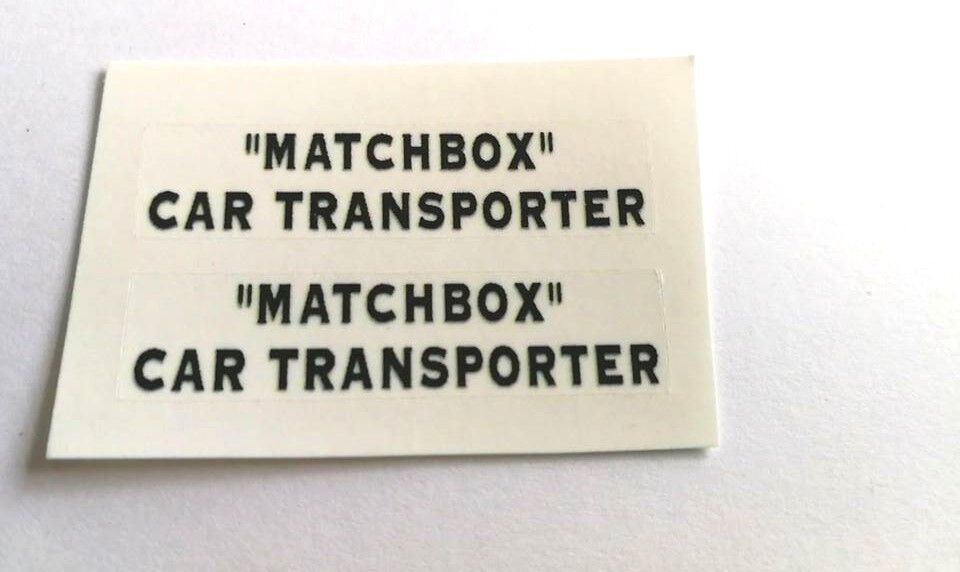 "MATCHBOX"
CAR TRANSPORTER
"MATCHBOX"
CAR TRANSPORTER